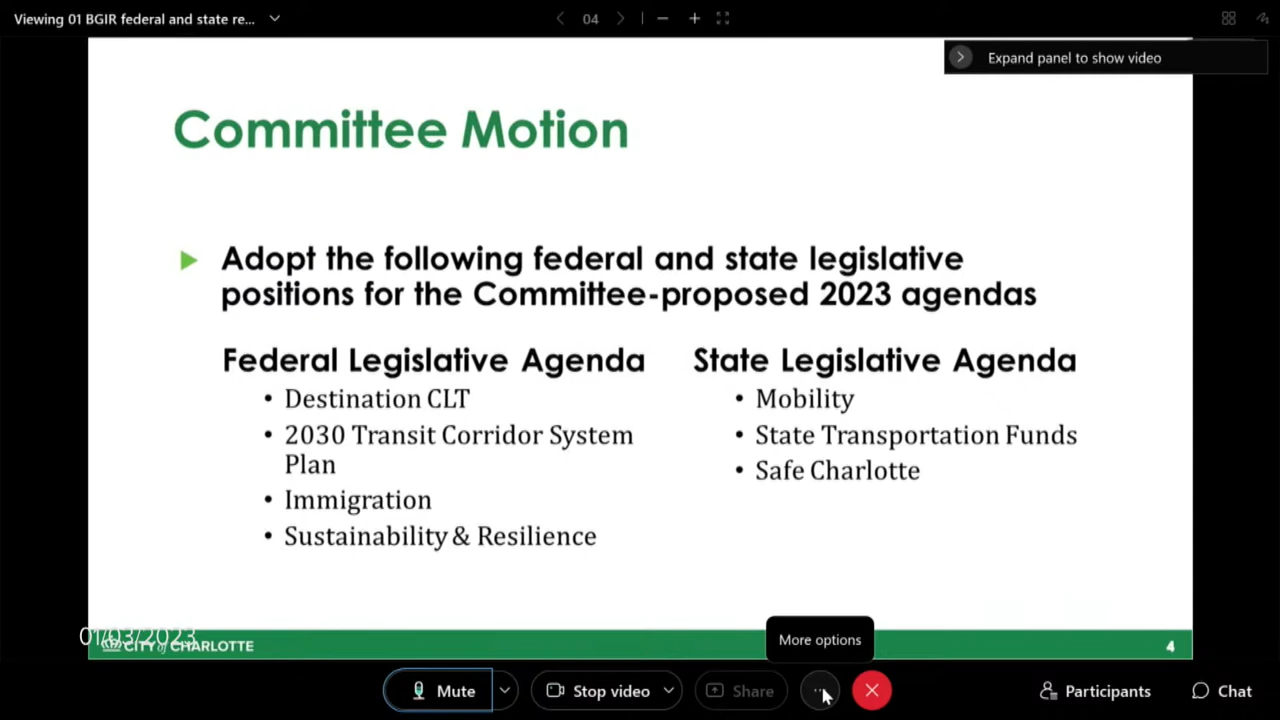 Viewing 01 BGIR federal and state re...
04
Expand panel to show video
Committee Motion
Adopt the following federal and state legislative
positions for the Committee-proposed 2023 agendas
Federal Legislative Agenda
• Destination CLT
• 2030 Transit Corridor System
Plan
• Immigration
• Sustainability & Resilience
State Legislative Agenda
• Mobility
• State Transportation Funds
• Safe Charlotte
01/03/2023
CITY of CHARLOTTE
4
More options
Mute
Stop video
Share
Participants
Chat